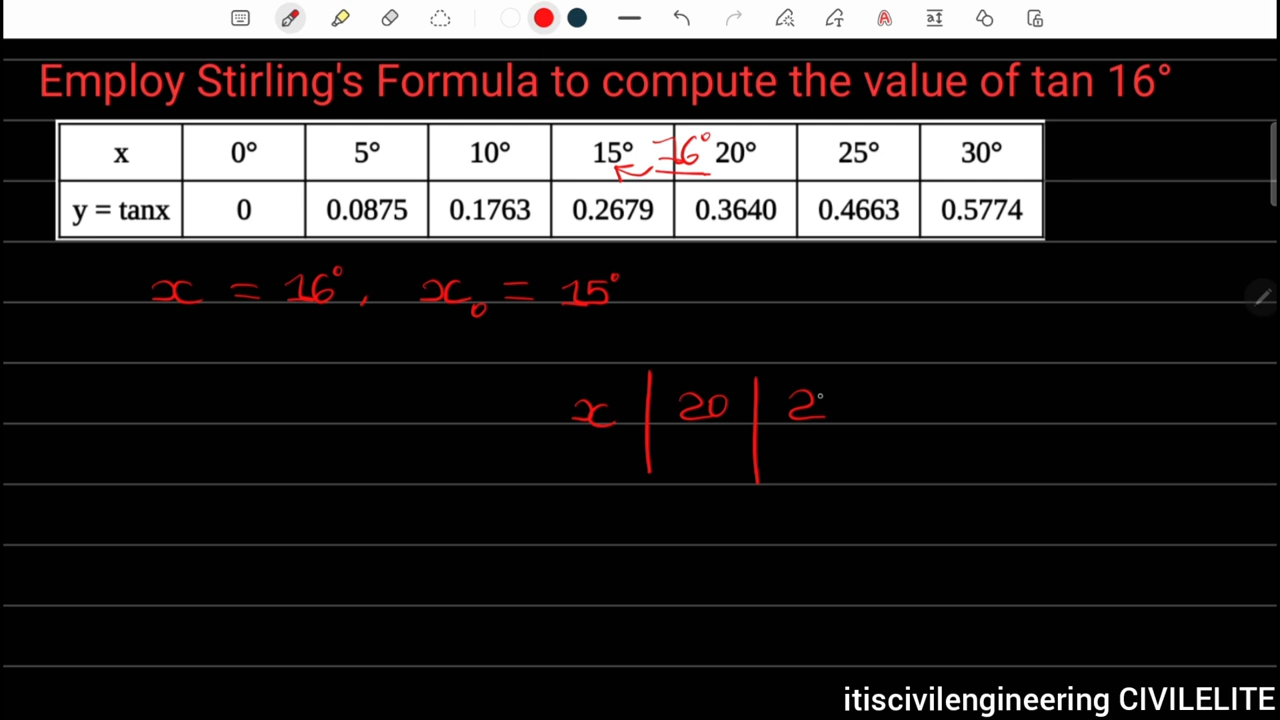 Employ Stirling's Formula to compute the value of tan 16°
x 0° 5° 10° 15° 16° 20° 25° 30°
y = tanx 0 0.0875 0.1763 0.2679 0.3640 0.4663 0.5774
x = 16°, x₀ = 15°
x | 20 | 2
itiscivilengineering CIVILELITE